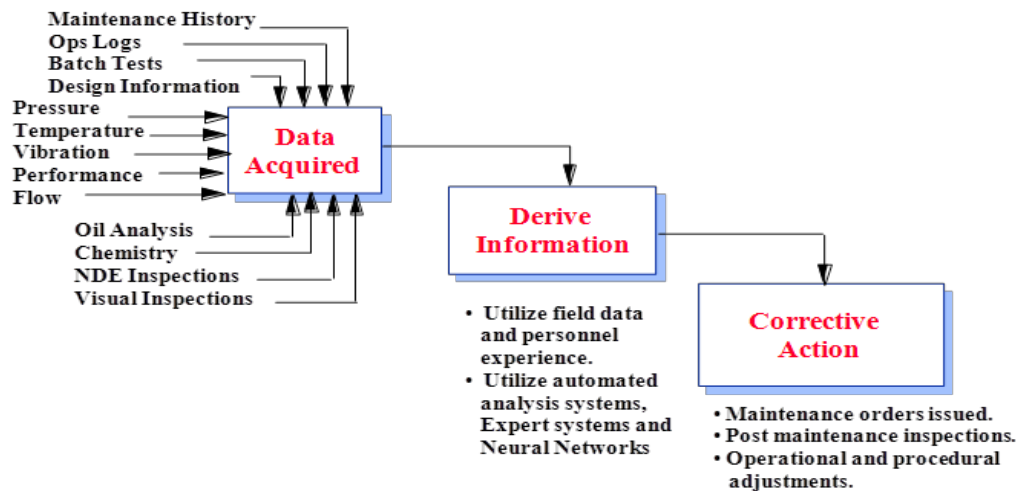 Maintenance History
Ops Logs
Batch Tests
Design Information
Pressure
Temperature
Vibration
Performance
Flow
Data
Acquired
Oil Analysis
Chemistry
NDE Inspections
Visual Inspections
Derive
Information
• Utilize field data
and personnel
experience.
• Utilize automated
analysis systems,
Expert systems and
Neural Networks
Corrective
Action
• Maintenance orders issued.
• Post maintenance inspections.
• Operational and procedural
adjustments.